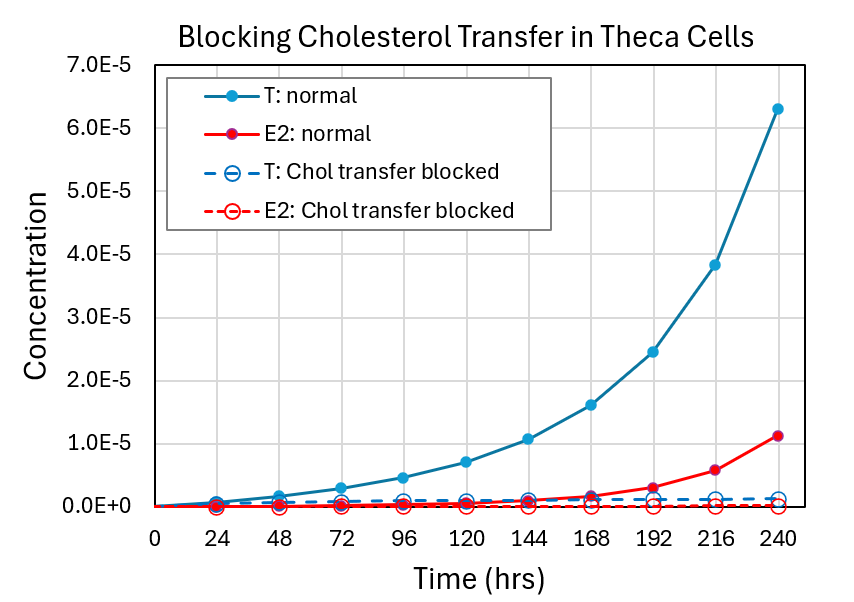 Blocking Cholesterol Transfer in Theca Cells
7.0E-5
T: normal
E2: normal
T: Chol transfer blocked
E2: Chol transfer blocked
6.0E-5
5.0E-5
4.0E-5
3.0E-5
2.0E-5
1.0E-5
0.0E+0
Concentration
0 24 48 72 96 120 144 168 192 216 240
Time (hrs)